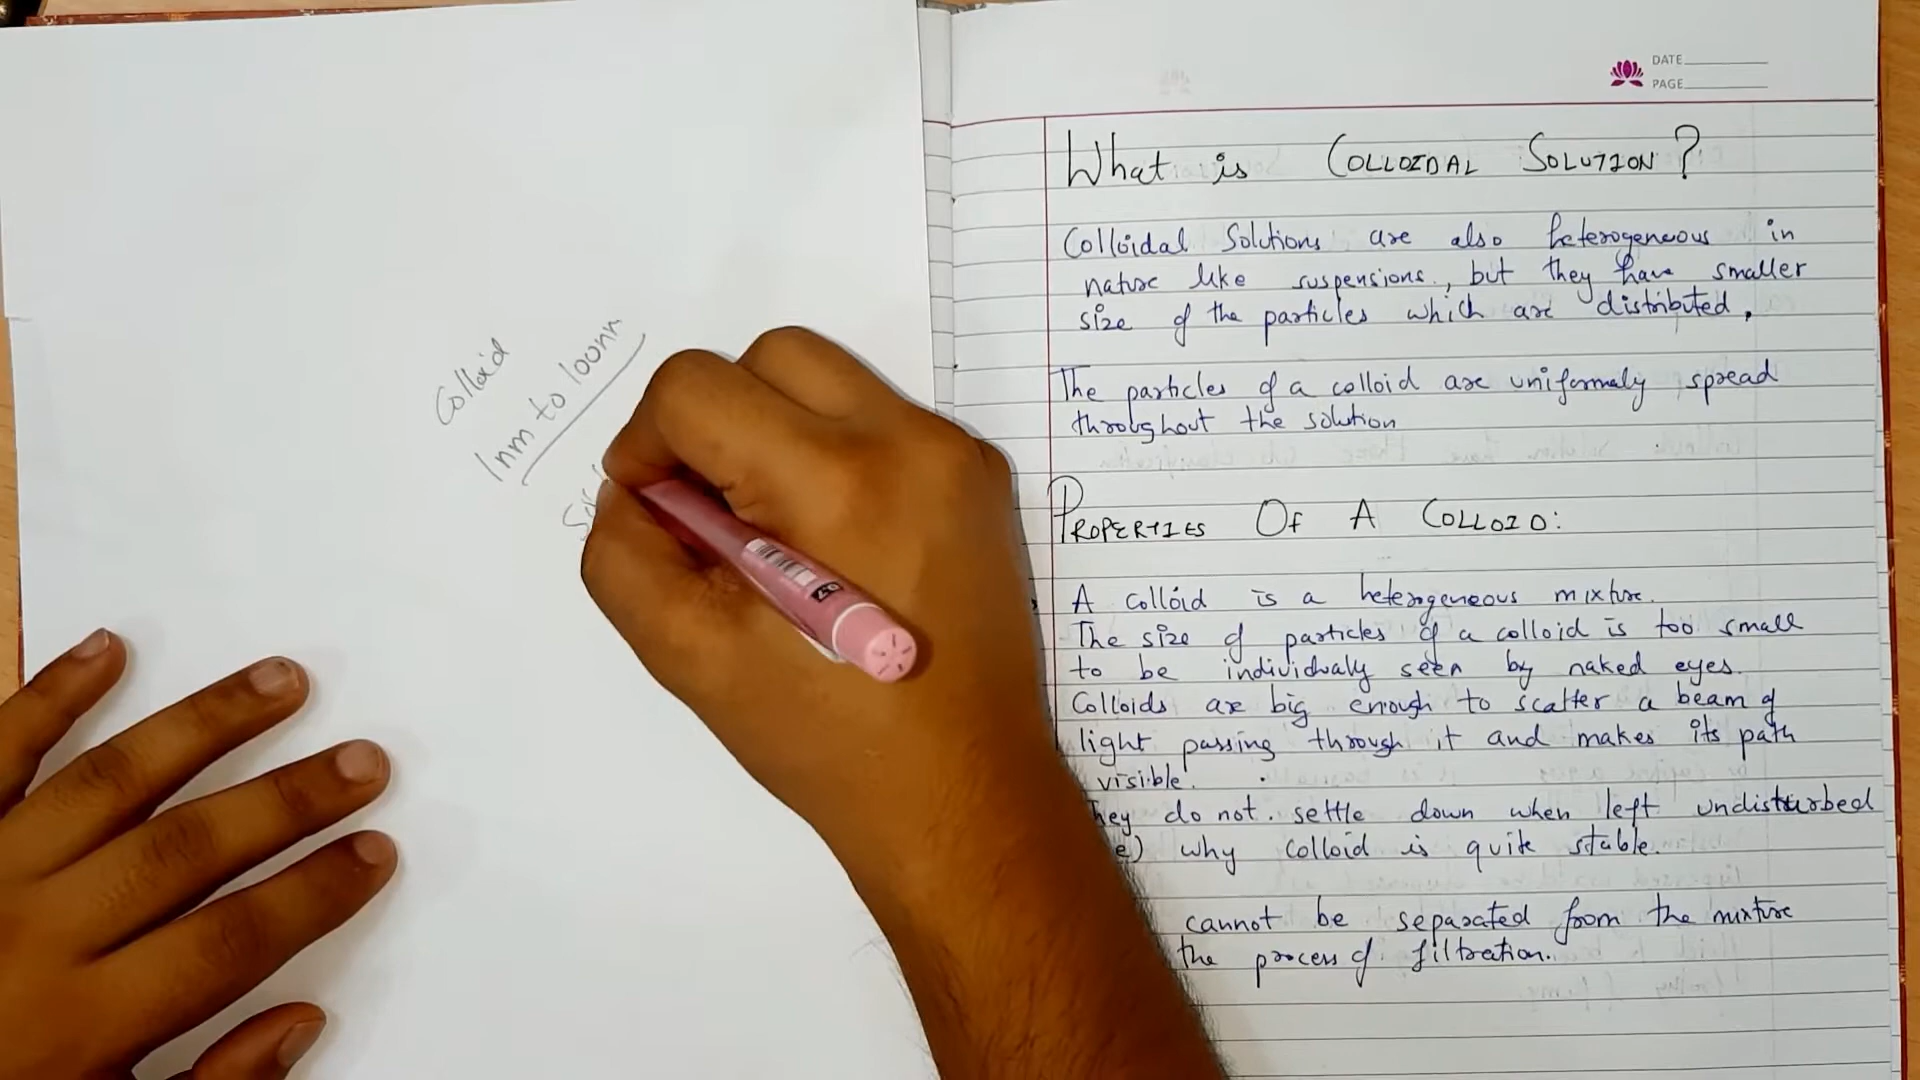 Colloid
1nm to 100nm
DATE
PAGE
What is COLLOIDAL SOLUTION?
Colloidal Solutions are also heterogeneous in
nature like suspensions, but they have smaller
size of the particles which are distributed.
The particles of a colloid are uniformaly spread
throughout the solution
PROPERTIES OF A COLLOID:
A colloid is a heterogeneous mixture.
The size of particles of a colloid is too small
to be individualy seen by naked eyes.
Colloids are big enough to scatter a beam of
light passing through it and makes its path
visible.
hey do not settle down when left undisturbed
e) why colloid is quite stable.
cannot be separated from the mixture
the process of filtration.